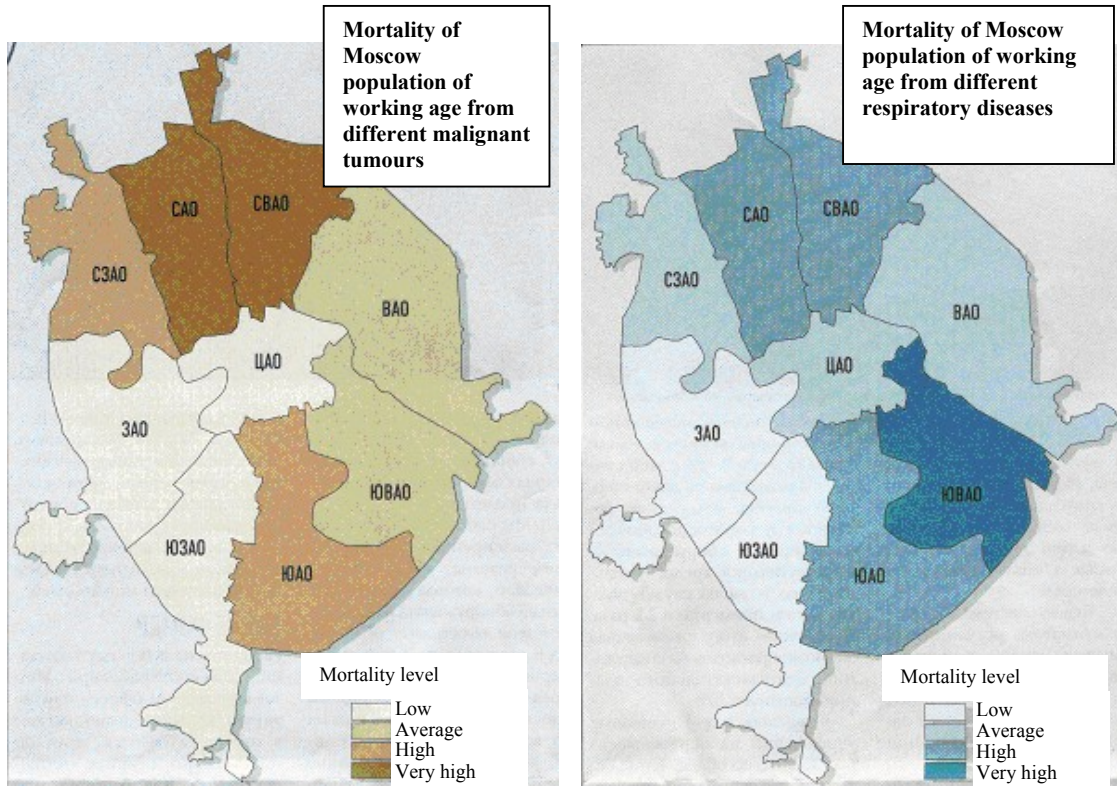 Mortality of
Moscow
population of
working age from
different malignant
tumours
САО
СВАО
СЗАО
ВАО
ЦАО
ЗАО
ЮВАО
ЮЗАО
ЮАО
Mortality level
Low
Average
High
Very high
Mortality of Moscow
population of working
age from different
respiratory diseases
САО
СВАО
СЗАО
ВАО
ЦАО
ЗАО
ЮВАО
ЮЗАО
ЮАО
Mortality level
Low
Average
High
Very high